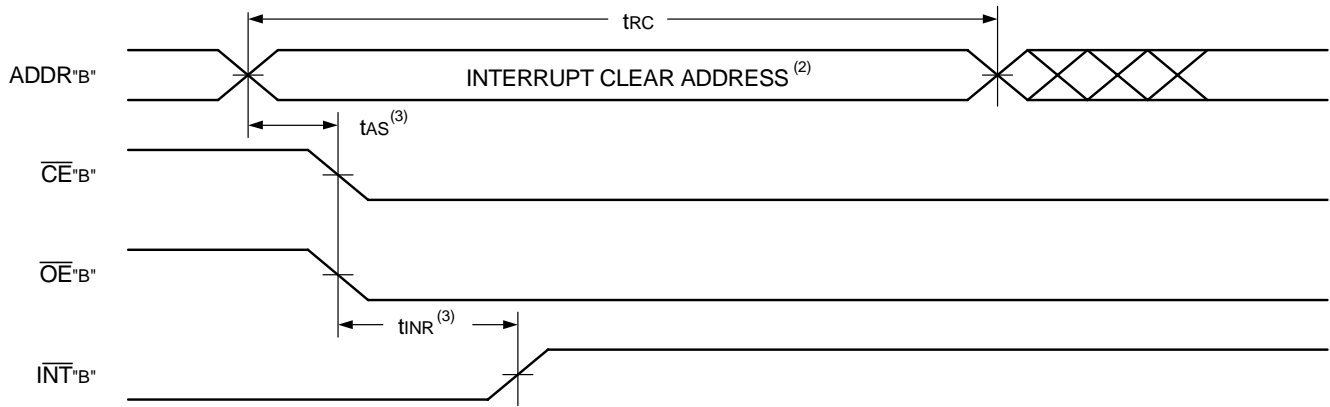 tRC
ADDR"B"
INTERRUPT CLEAR ADDRESS (2)
tAS (3)
CE"B"
OE"B"
tINR (3)
INT"B"